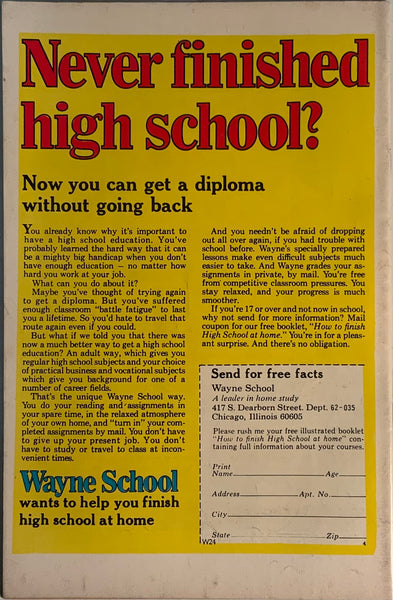 Never finished
high school?
Now you can get a diploma
without going back
You already know why it's important to
have a high school education. You've
probably learned the hard way that it can
be a mighty big handicap when you don't
have enough education – no matter how
hard you work at your job.
What can you do about it?
Maybe you've thought of trying again
to get a diploma. But you've suffered
enough classroom "battle fatigue" to last
you a lifetime. So you'd hate to travel that
route again even if you could.
But what if we told you that there was
now a much better way to get a high school
education? An adult way, which gives you
regular high school subjects and your choice
of practical business and vocational subjects
which give you background for one of a
number of career fields.
That's the unique Wayne School way.
You do your reading and assignments in
your spare time, in the relaxed atmosphere
of your own home, and "turn in" your com-
pleted assignments by mail. You don't have
to give up your present job. You don't
have to study or travel to class at incon-
venient times.
Wayne School
wants to help you finish
high school at home
And you needn't be afraid of dropping
out all over again, if you had trouble with
school before. Wayne's specially prepared
lessons make even difficult subjects much
easier to take. And Wayne grades your as-
signments in private, by mail. You're free
from competitive classroom pressures. You
stay relaxed, and your progress is much
smoother.
If you're 17 or over and not now in school,
why not send for more information? Mail
coupon for our free booklet, "How to finish
High School at home." You're in for a pleas-
ant surprise. And there's no obligation.
Send for free facts
Wayne School
A leader in home study
417 S. Dearborn Street. Dept. 62-035
Chicago, Illinois 60605
Please rush me your free illustrated booklet
"How to finish High School at home" con-
taining full information about your courses.
Print
Name Age
Address Apt. No.
City
State Zip
W24 4